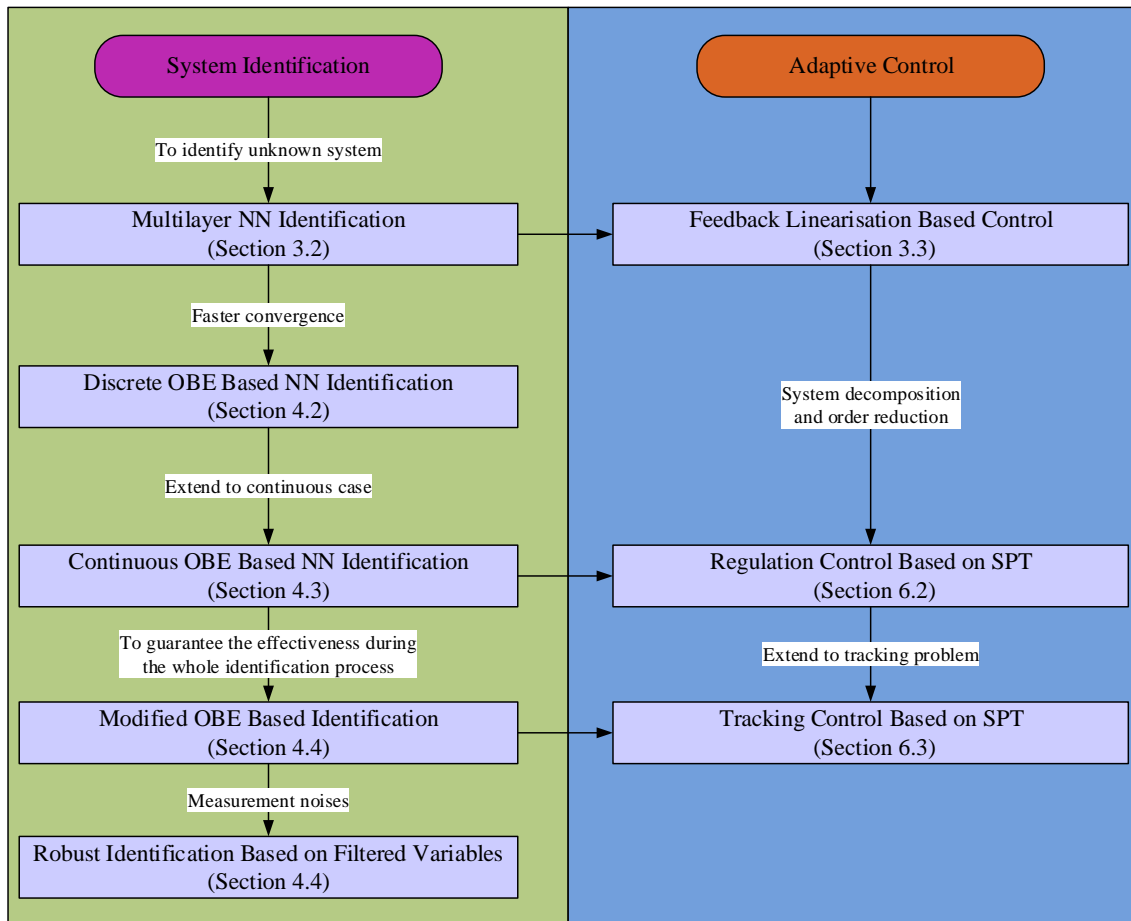 System Identification
To identify unknown system
Multilayer NN Identification
(Section 3.2)
Faster convergence
Discrete OBE Based NN Identification
(Section 4.2)
Extend to continuous case
Continuous OBE Based NN Identification
(Section 4.3)
To guarantee the effectiveness during
the whole identification process
Modified OBE Based Identification
(Section 4.4)
Measurement noises
Robust Identification Based on Filtered Variables
(Section 4.4)
Adaptive Control
Feedback Linearisation Based Control
(Section 3.3)
System decomposition
and order reduction
Regulation Control Based on SPT
(Section 6.2)
Extend to tracking problem
Tracking Control Based on SPT
(Section 6.3)